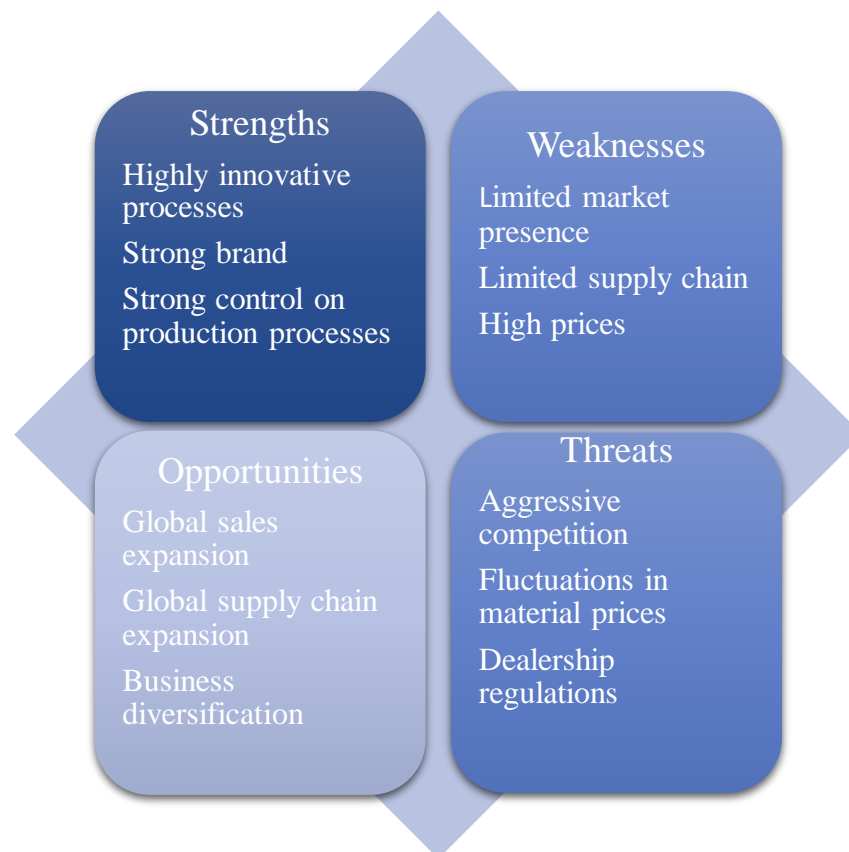 Strengths
Highly innovative
processes
Strong brand
Strong control on
production processes
Weaknesses
Limited market
presence
Limited supply chain
High prices
Opportunities
Global sales
expansion
Global supply chain
expansion
Business
diversification
Threats
Aggressive
competition
Fluctuations in
material prices
Dealership
regulations